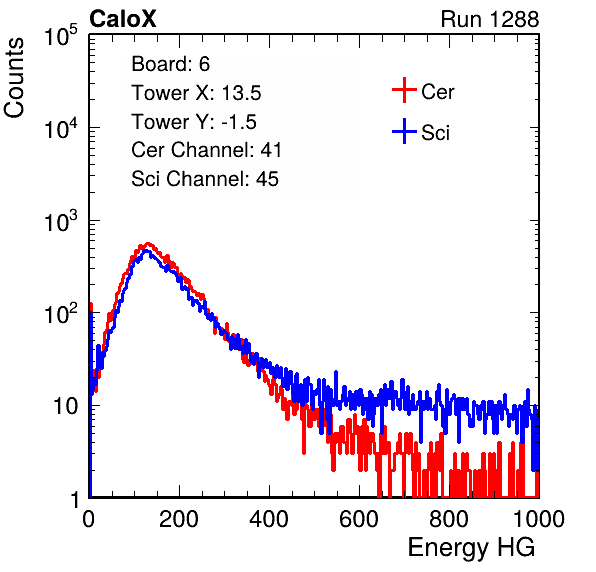 CaloX Run 1288
Counts
10^5
10^4
10^3
10^2
10
1
Board: 6
Tower X: 13.5
Tower Y: -1.5
Cer Channel: 41
Sci Channel: 45
Cer
Sci
0 200 400 600 800 1000
Energy HG